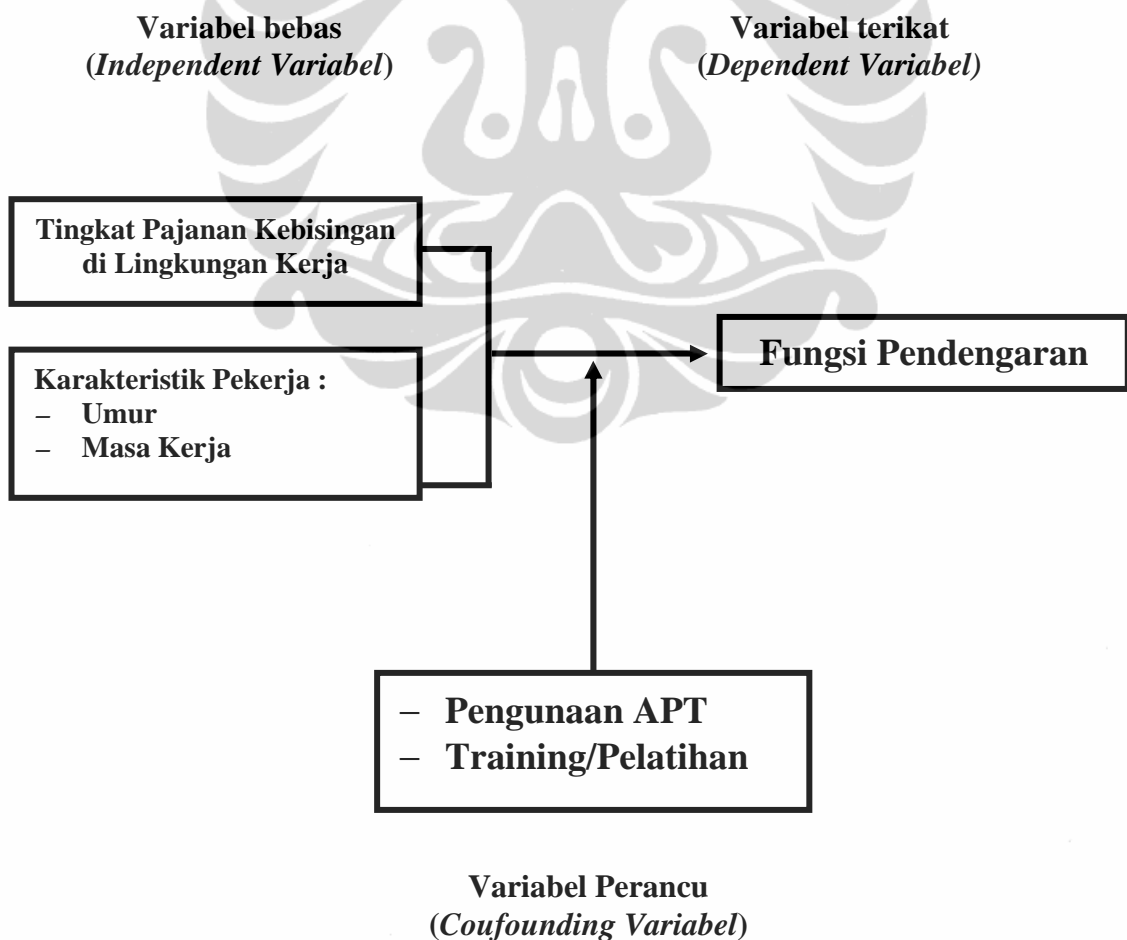 Variabel bebas
(Independent Variabel)
Variabel terikat
(Dependent Variabel)
Tingkat Pajanan Kebisingan
di Lingkungan Kerja
Karakteristik Pekerja :
– Umur
– Masa Kerja
Fungsi Pendengaran
– Pengunaan APT
– Training/Pelatihan
Variabel Perancu
(Coufounding Variabel)